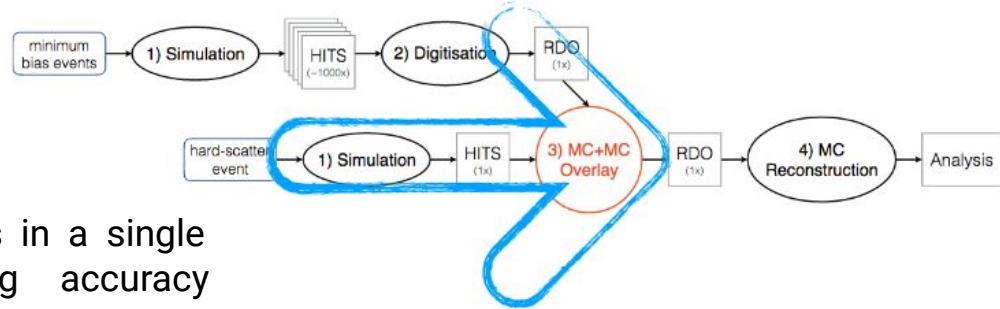 minimum
bias events
1) Simulation
HITS
(~1000x)
2) Digitisation
RDO
(1x)
hard-scatter
event
1) Simulation
HITS
(1x)
3) MC+MC
Overlay
RDO
(1x)
4) MC
Reconstruction
Analysis
s in a single
g accuracy